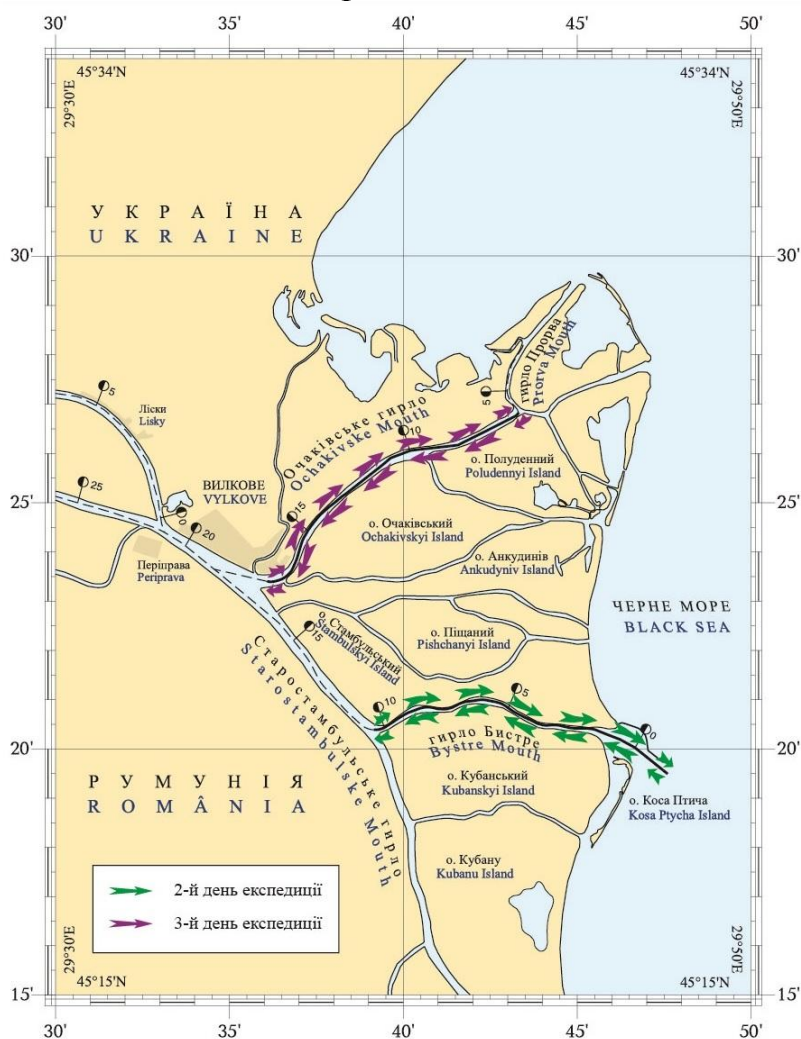 30'
35'
40'
45'
50'
45°34'N
45°34'N
29°30'E
29°50'E
УКРАЇНА
UKRAINE
30'
30'
гирло Прорва
Prorva Mouth
5
5
Ліски
Lisky
Очаківське гирло
Ochakivske Mouth
10
о. Полуденний
Poludennyi Island
25
ВИЛКОВЕ
VYLKOVE
25'
25'
0
20
15
о. Очаківський
Ochakivskyi Island
Періправа
Periprava
о. Анкудинів
Ankudyniv Island
ЧЕРНЕ МОРЕ
BLACK SEA
о. Стамбульський
Stambulskyi Island
15
о. Піщаний
Pishchanyi Island
Старостамбульське гирло
Starostambulske Mouth
10
5
0
гирло Бистре
Bystre Mouth
20'
20'
РУМУНІЯ
ROMÂNIA
о. Кубанський
Kubanskyi Island
о. Коса Птича
Kosa Ptycha Island
о. Кубану
Kubanu Island
2-й день експедиції
3-й день експедиції
29°30'E
29°50'E
45°15'N
45°15'N
15'
15'
30'
35'
40'
45'
50'